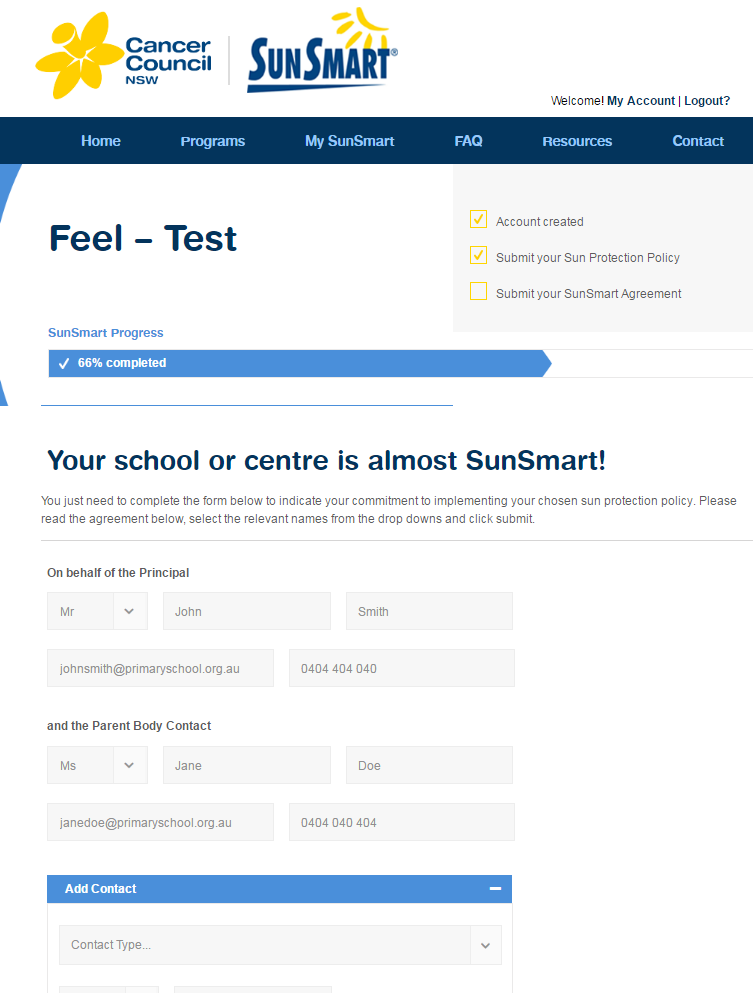 Cancer
Council
NSW
SUNSMART®
Welcome! My Account | Logout?
Home Programs My SunSmart FAQ Resources Contact
Feel – Test
Account created
Submit your Sun Protection Policy
Submit your SunSmart Agreement
SunSmart Progress
66% completed
Your school or centre is almost SunSmart!
You just need to complete the form below to indicate your commitment to implementing your chosen sun protection policy. Please
read the agreement below, select the relevant names from the drop downs and click submit.
On behalf of the Principal
Mr John Smith
johnsmith@primaryschool.org.au 0404 404 040
and the Parent Body Contact
Ms Jane Doe
janedoe@primaryschool.org.au 0404 040 404
Add Contact
Contact Type...